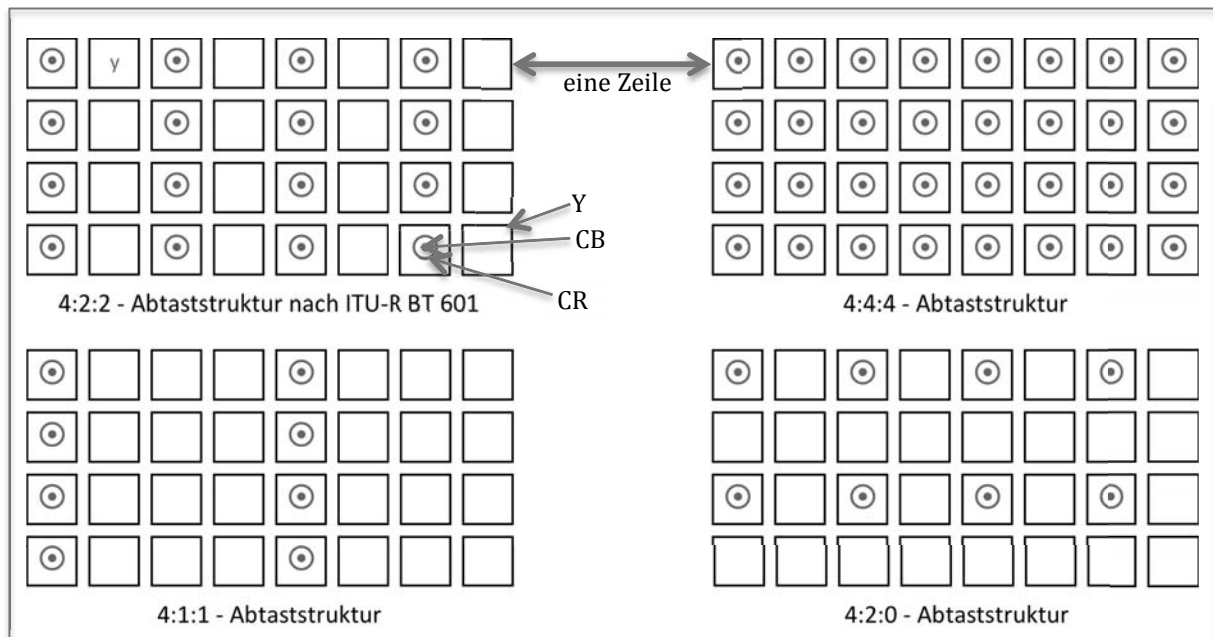 y
eine Zeile
Y
CB
CR
4:2:2 - Abtaststruktur nach ITU-R BT 601
4:4:4 - Abtaststruktur
4:1:1 - Abtaststruktur
4:2:0 - Abtaststruktur